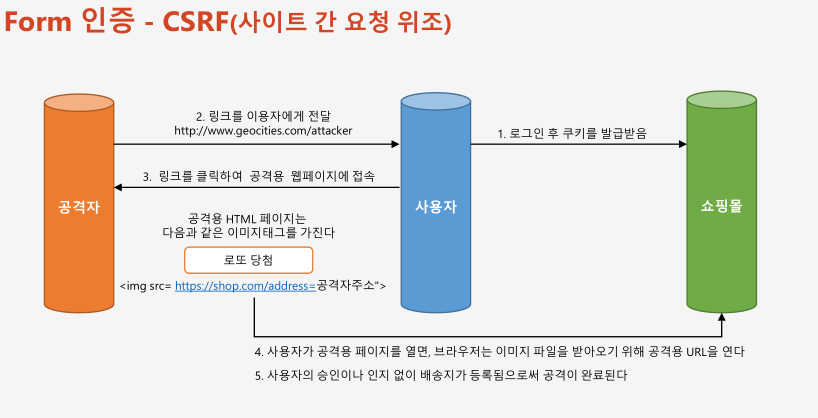 Form 인증 - CSRF(사이트 간 요청 위조)
2. 링크를 이용자에게 전달
http://www.geocities.com/attacker
1. 로그인 후 쿠키를 발급받음
3. 링크를 클릭하여 공격용 웹페이지에 접속
공격자
사용자
쇼핑몰
공격용 HTML 페이지는
다음과 같은 이미지태그를 가진다
로또 당첨
<img src= https://shop.com/address=공격자주소">
4. 사용자가 공격용 페이지를 열면, 브라우저는 이미지 파일을 받아오기 위해 공격용 URL을 연다
5. 사용자의 승인이나 인지 없이 배송지가 등록됨으로써 공격이 완료된다